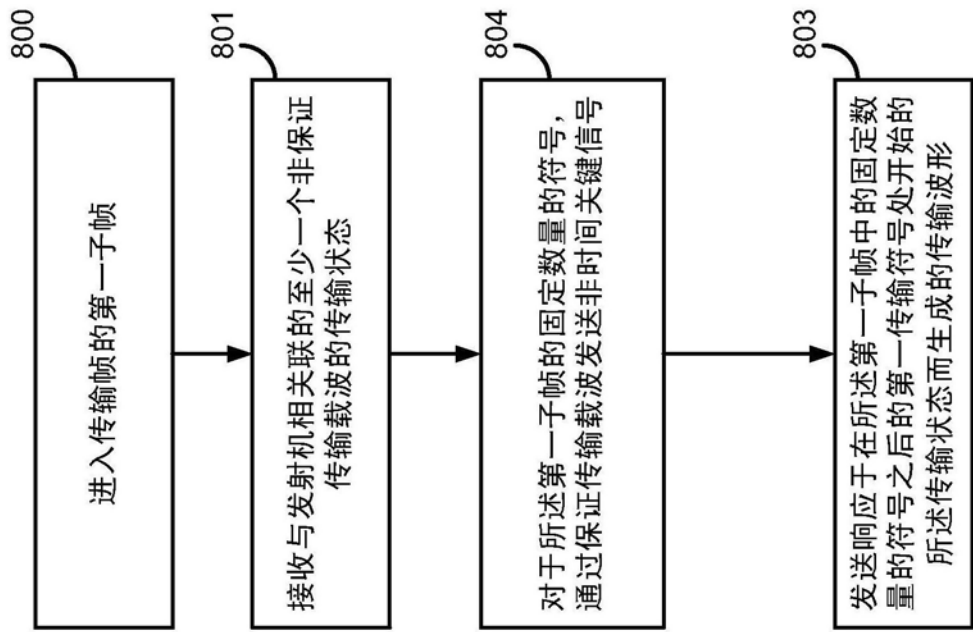 800
进入传输帧的第一子帧
801
接收与发射机相关联的至少一个非保证
传输载波的传输状态
804
对于所述第一子帧的固定数量的符号，
通过保证传输载波发送非时间关键信号
803
发送响应于在所述第一子帧中的固定数
量的符号之后的第一传输符号处开始的
所述传输状态而生成的传输波形